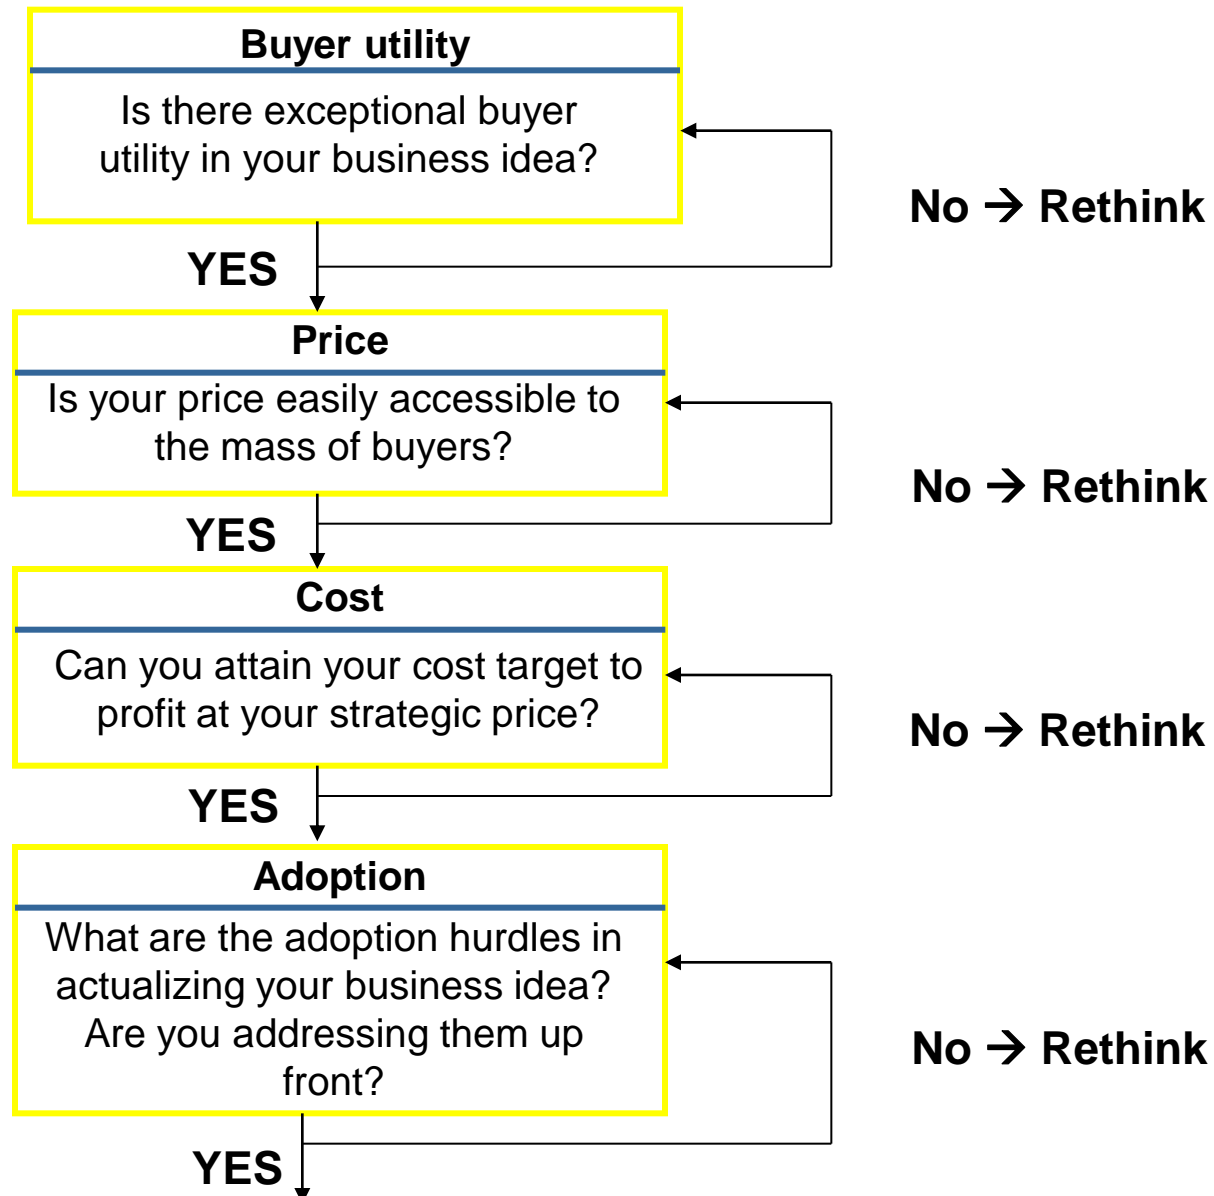 Buyer utility
Is there exceptional buyer
utility in your business idea?
No → Rethink
YES
Price
Is your price easily accessible to
the mass of buyers?
No → Rethink
YES
Cost
Can you attain your cost target to
profit at your strategic price?
No → Rethink
YES
Adoption
What are the adoption hurdles in
actualizing your business idea?
Are you addressing them up
front?
No → Rethink
YES